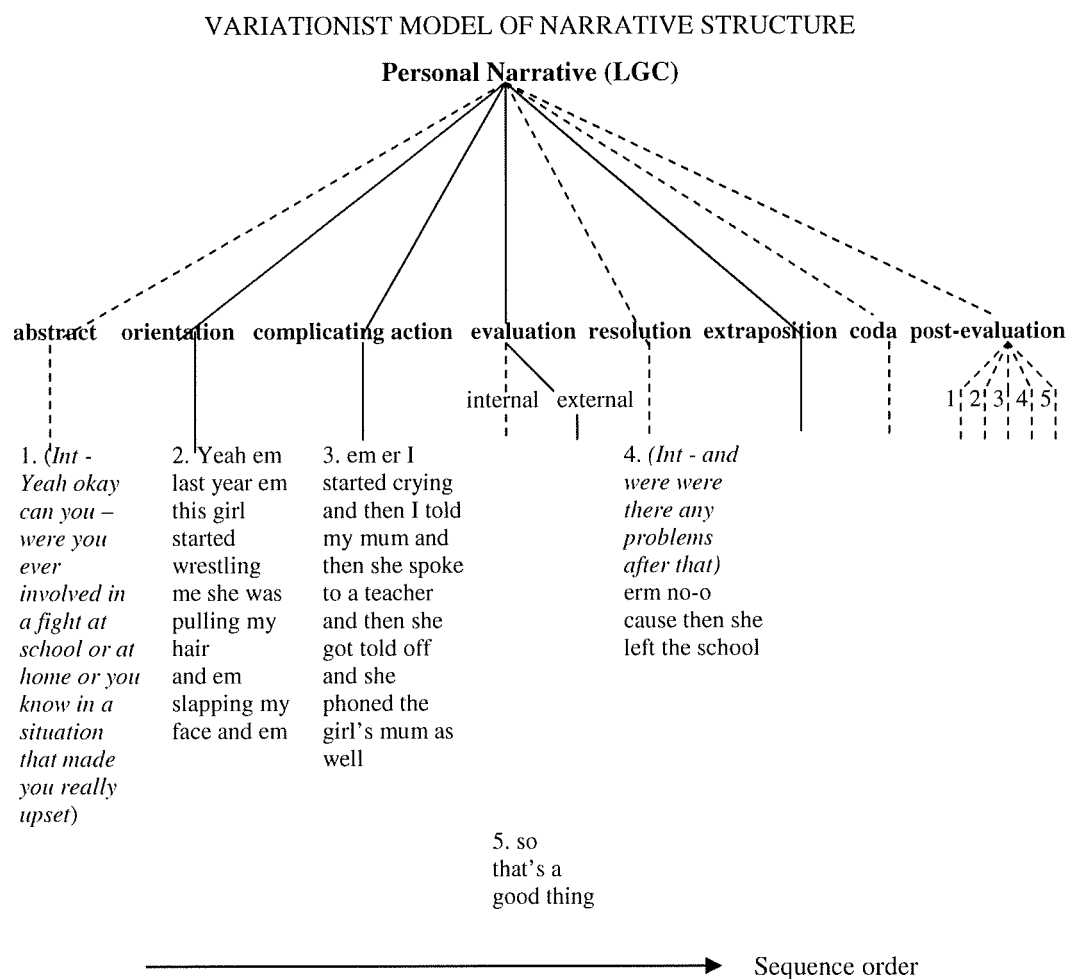 VARIATIONIST MODEL OF NARRATIVE STRUCTURE
Personal Narrative (LGC)
abstract orientation complicating action evaluation resolution extraposition coda post-evaluation
internal external
1 2 3 4 5
1. (Int -
Yeah okay
can you –
were you
ever
involved in
a fight at
school or at
home or you
know in a
situation
that made
you really
upset)
2. Yeah em
last year em
this girl
started
wrestling
me she was
pulling my
hair
and em
slapping my
face and em
3. em er I
started crying
and then I told
my mum and
then she spoke
to a teacher
and then she
got told off
and she
phoned the
girl's mum as
well
4. (Int - and
were were
there any
problems
after that)
erm no-o
cause then she
left the school
5. so
that's a
good thing
Sequence order